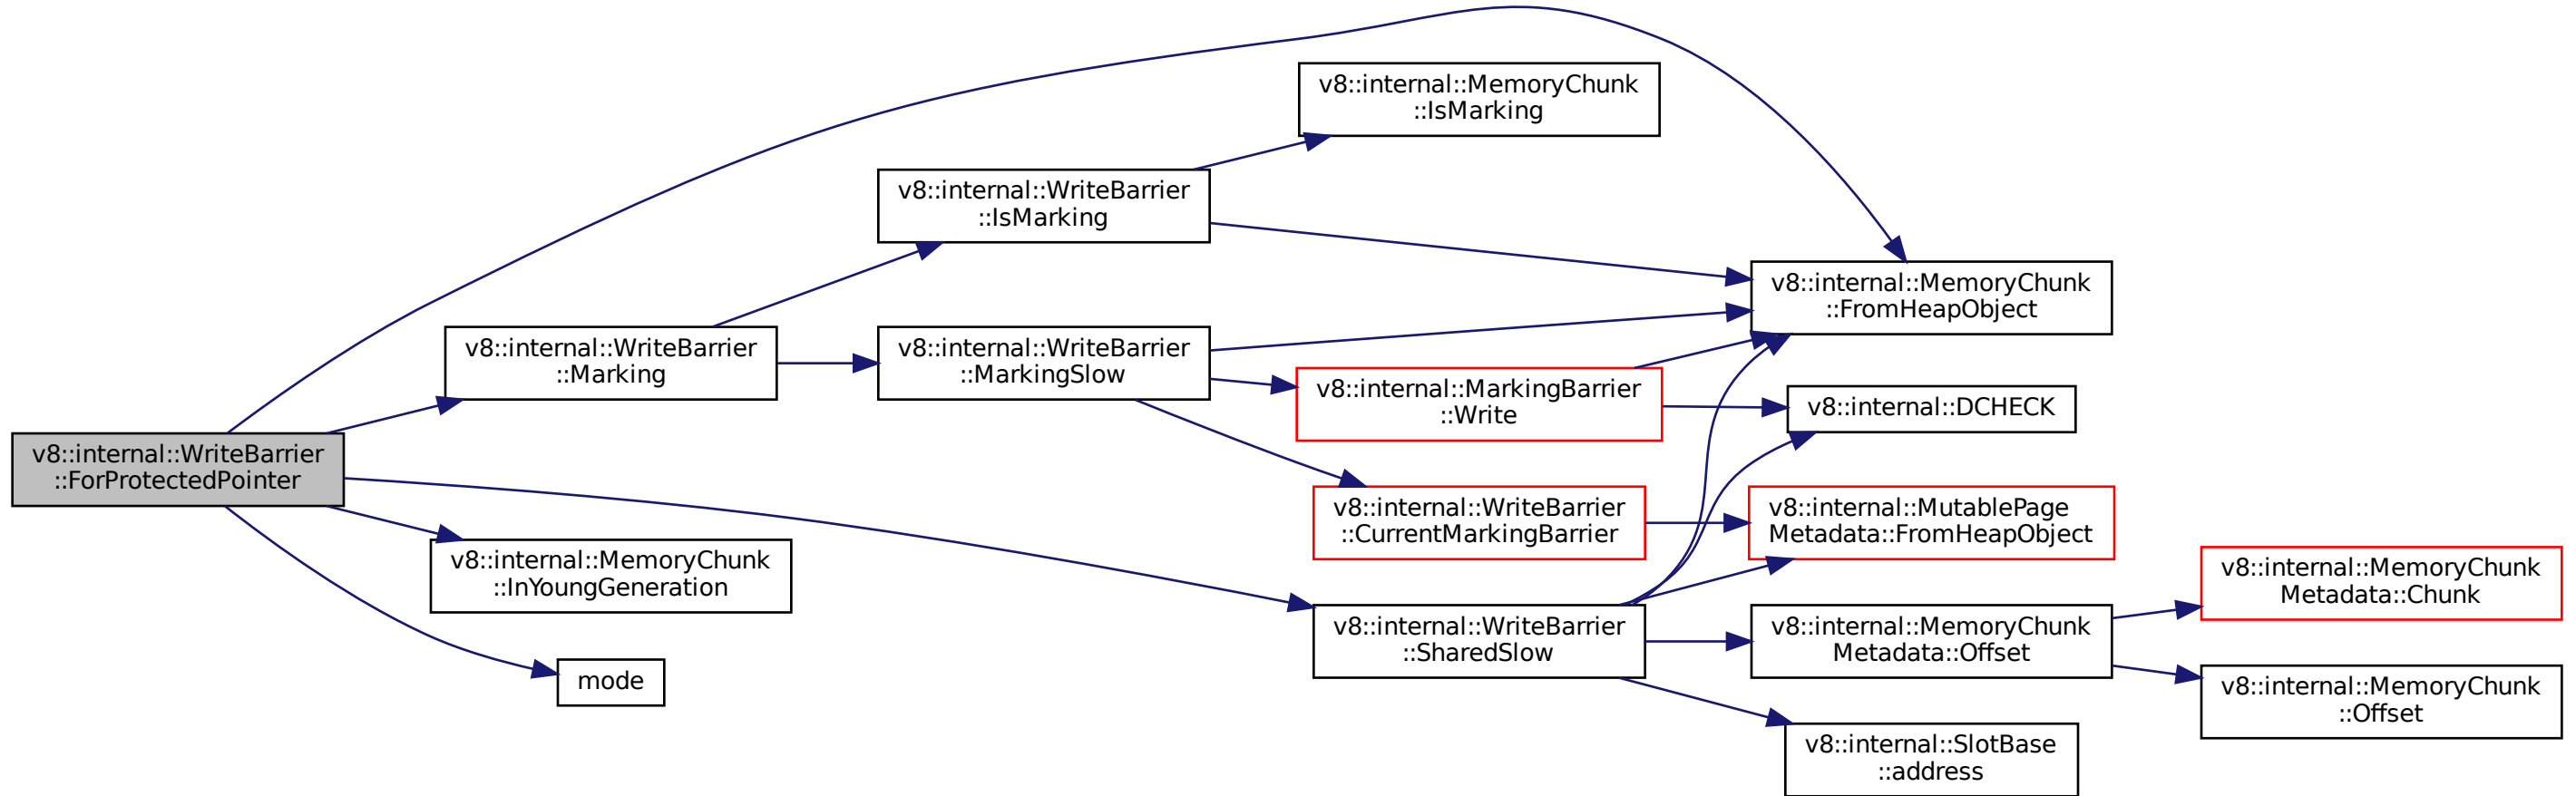 v8::internal::WriteBarrier
::ForProtectedPointer
v8::internal::WriteBarrier
::Marking
v8::internal::MemoryChunk
::InYoungGeneration
mode
v8::internal::WriteBarrier
::IsMarking
v8::internal::WriteBarrier
::MarkingSlow
v8::internal::MemoryChunk
::IsMarking
v8::internal::MarkingBarrier
::Write
v8::internal::WriteBarrier
::CurrentMarkingBarrier
v8::internal::WriteBarrier
::SharedSlow
v8::internal::MemoryChunk
::FromHeapObject
v8::internal::DCHECK
v8::internal::MutablePage
Metadata::FromHeapObject
v8::internal::MemoryChunk
Metadata::Offset
v8::internal::SlotBase
::address
v8::internal::MemoryChunk
Metadata::Chunk
v8::internal::MemoryChunk
::Offset